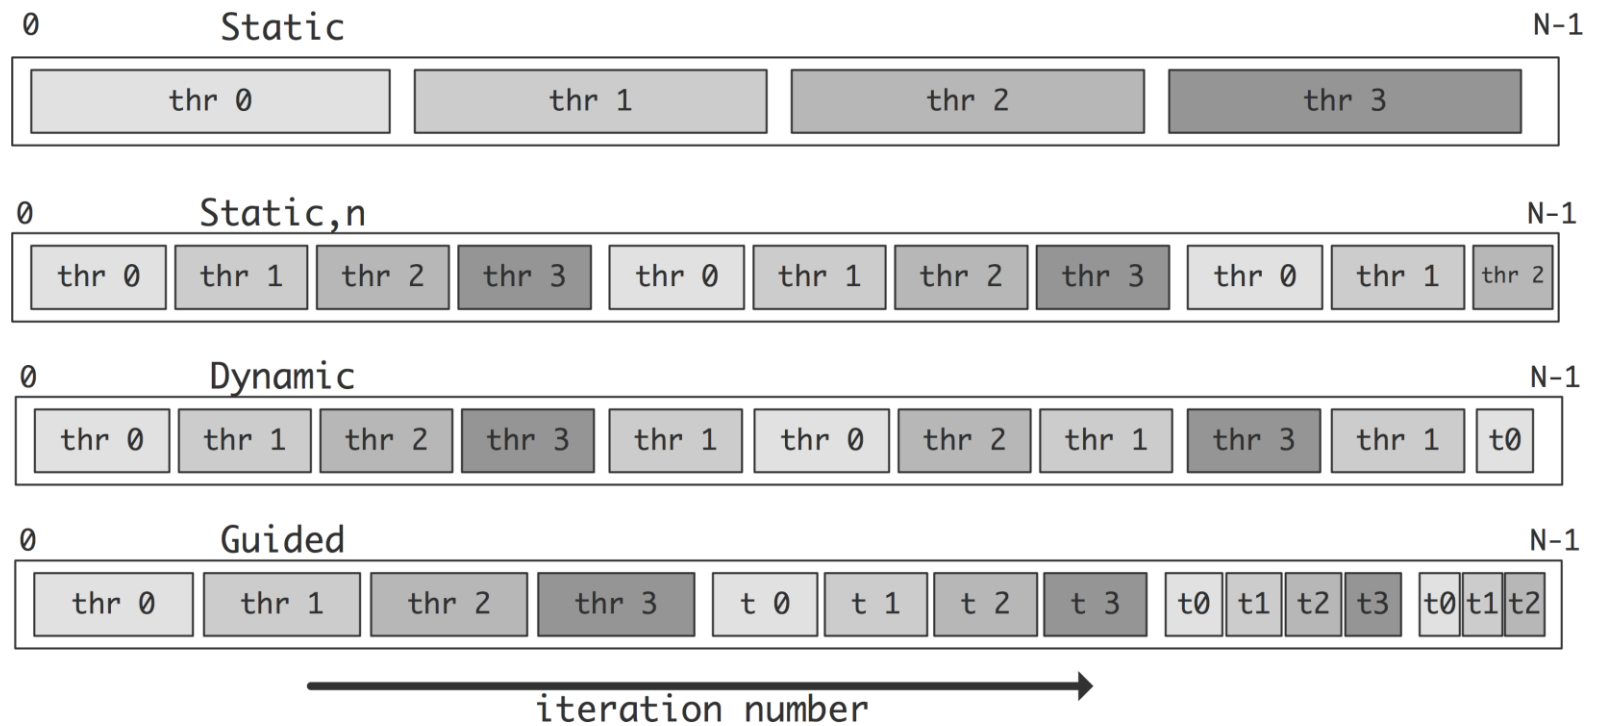 0 Static N-1
thr 0 thr 1 thr 2 thr 3
0 Static,n N-1
thr 0 thr 1 thr 2 thr 3 thr 0 thr 1 thr 2 thr 3 thr 0 thr 1 thr 2
0 Dynamic N-1
thr 0 thr 1 thr 2 thr 3 thr 1 thr 0 thr 2 thr 1 thr 3 thr 1 t0
0 Guided N-1
thr 0 thr 1 thr 2 thr 3 t 0 t 1 t 2 t 3 t0 t1 t2 t3 t0 t1 t2
iteration number